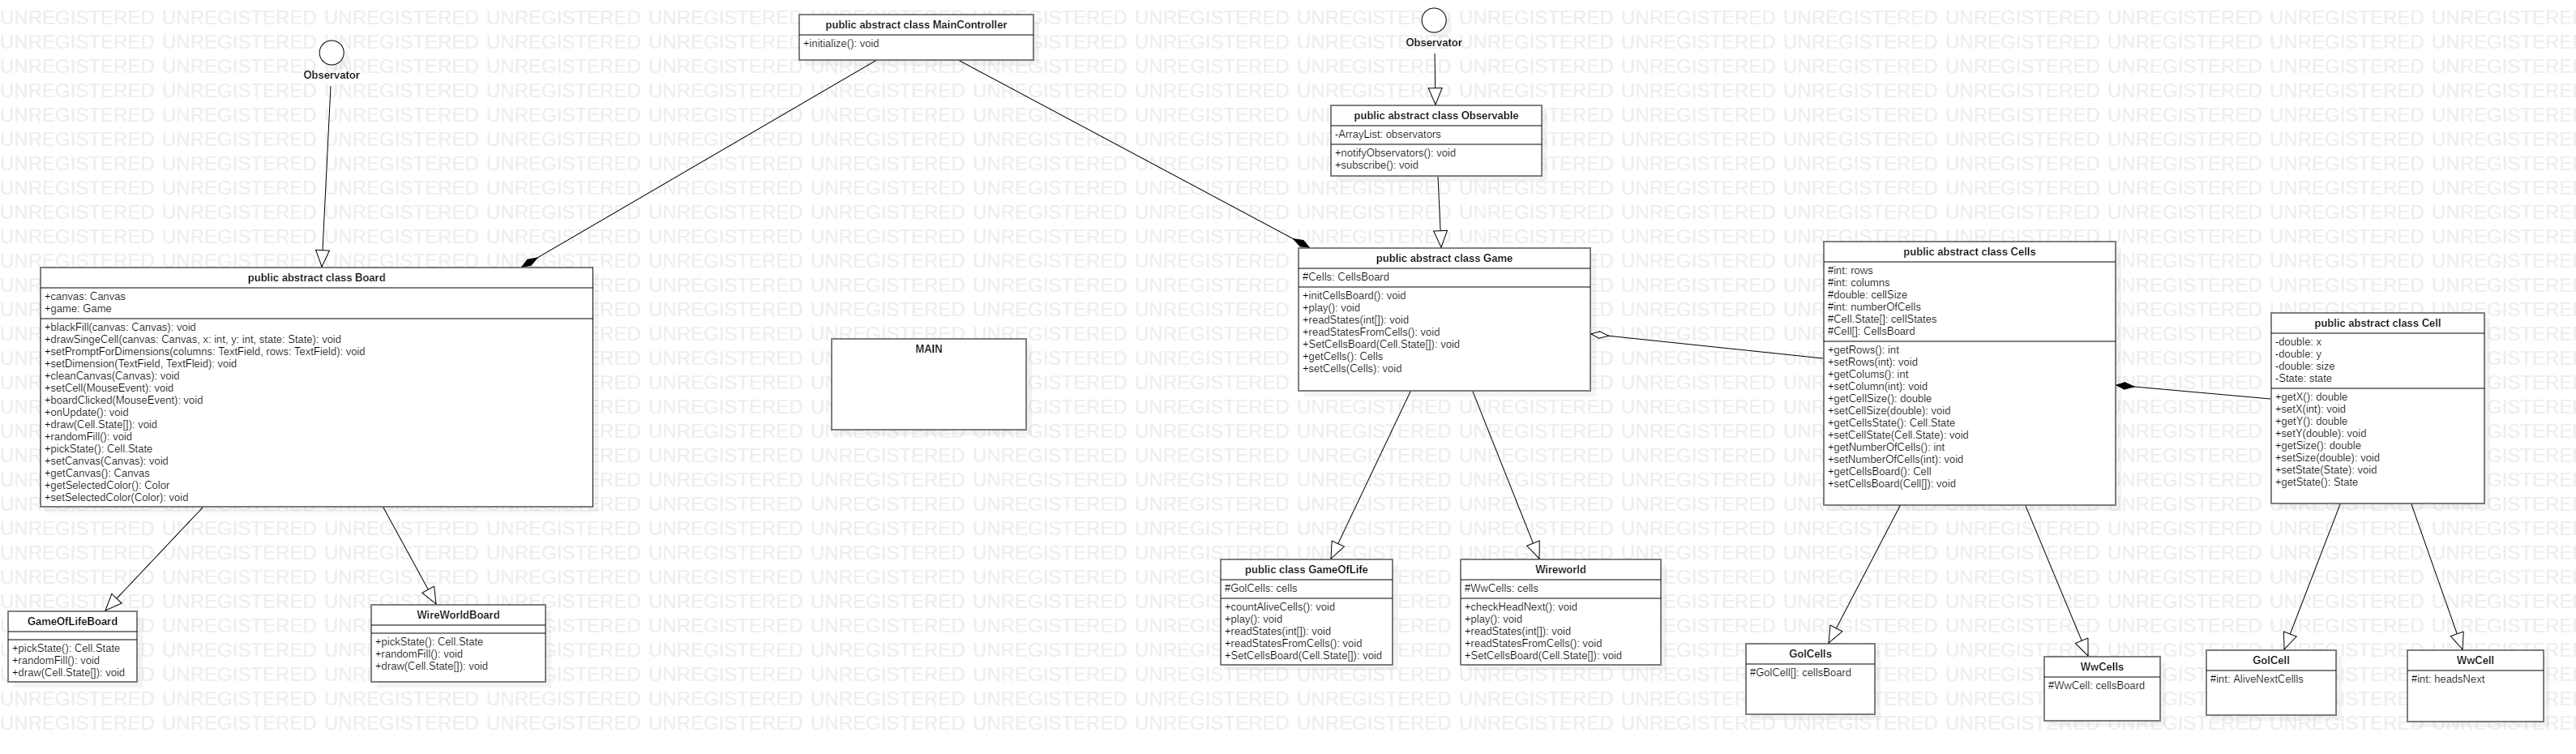 Observator
public abstract class MainController
+initialize(): void
Observator
public abstract class Observable
-ArrayList: observators
+notifyObservators(): void
+subscribe(): void
public abstract class Board
+canvas: Canvas
+game: Game
+blackFill(canvas: Canvas): void
+drawSingeCell(canvas: Canvas, x: int, y: int, state: State): void
+setPromptForDimensions(columns: TextField, rows: TextField): void
+setDimension(TextField, TextFleid): void
+cleanCanvas(Canvas): void
+setCell(MouseEvent): void
+boardClicked(MouseEvent): void
+onUpdate(): void
+draw(Cell.State[]): void
+randomFill(): void
+pickState(): Cell.State
+setCanvas(Canvas): void
+getCanvas(): Canvas
+getSelectedColor(): Color
+setSelectedColor(Color): void
MAIN
public abstract class Game
#Cells: CellsBoard
+initCellsBoard(): void
+play(): void
+readStates(int[]): void
+readStatesFromCells(): void
+SetCellsBoard(Cell.State[]): void
+getCells(): Cells
+setCells(Cells): void
public abstract class Cells
#int: rows
#int: columns
#double: cellSize
#int: numberOfCells
#Cell.State[]: cellStates
#Cell[]: CellsBoard
+getRows(): int
+setRows(int): void
+getColums(): int
+setColumn(int): void
+getCellSize(): double
+setCellSize(double): void
+getCellsState(): Cell.State
+setCellState(Cell.State): void
+getNumberOfCells(): int
+setNumberOfCells(int): void
+getCellsBoard(): Cell
+setCellsBoard(Cell[]): void
public abstract class Cell
-double: x
-double: y
-double: size
-State: state
+getX(): double
+setX(int): void
+getY(): double
+setY(double): void
+getSize(): double
+setSize(double): void
+setState(State): void
+getState(): State
GameOfLifeBoard
+pickState(): Cell.State
+randomFill(): void
+draw(Cell.State[]): void
WireWorldBoard
+pickState(): Cell.State
+randomFill(): void
+draw(Cell.State[]): void
public class GameOfLife
#GolCells: cells
+countAliveCells(): void
+play(): void
+readStates(int[]): void
+readStatesFromCells(): void
+SetCellsBoard(Cell.State[]): void
Wireworld
#WwCells: cells
+checkHeadNext(): void
+play(): void
+readStates(int[]): void
+readStatesFromCells(): void
+SetCellsBoard(Cell.State[]): void
GolCells
#GolCell[]: cellsBoard
WwCells
#WwCell: cellsBoard
GolCell
#int: AliveNextCellls
WwCell
#int: headsNext